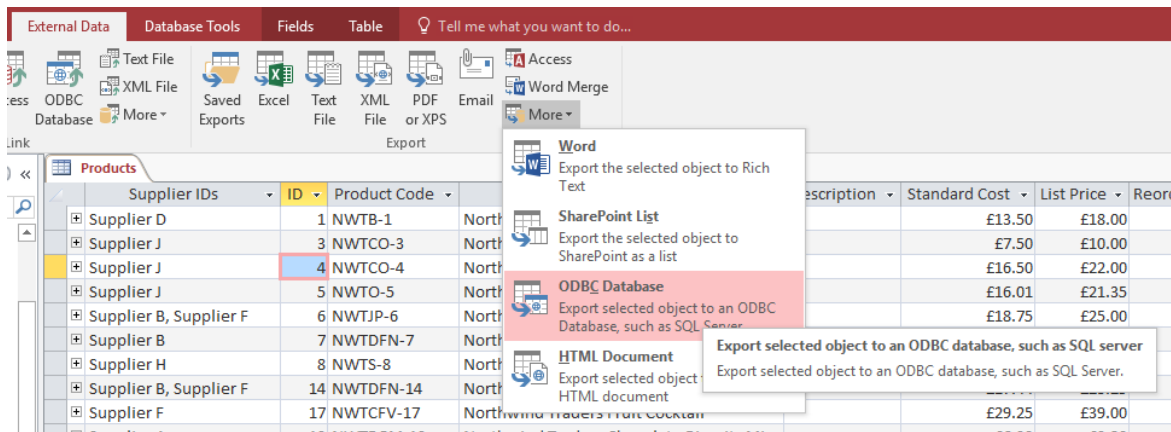 External Data Database Tools Fields Table Tell me what you want to do...
Text File Access
XML File Word Merge
ODBC Database More Saved Exports Excel Text File XML File PDF or XPS Email More
Link Export
Products
Word
Export the selected object to Rich
Text
SharePoint List
Export the selected object to
SharePoint as a list
ODBC Database
Export selected object to an ODBC
Database, such as SQL Server
HTML Document
Export selected object
HTML document
Export selected object to an ODBC database, such as SQL server
Export selected object to an ODBC database, such as SQL Server.
Supplier IDs ID Product Code Standard Cost List Price
Supplier D 1 NWTB-1 £13.50 £18.00
Supplier J 3 NWTCO-3 £7.50 £10.00
Supplier J 4 NWTCO-4 £16.50 £22.00
Supplier J 5 NWTO-5 £16.01 £21.35
Supplier B, Supplier F 6 NWTJP-6 £18.75 £25.00
Supplier B 7 NWTDFN-7
Supplier H 8 NWTS-8
Supplier B, Supplier F 14 NWTDFN-14
Supplier F 17 NWTCFV-17 Northwind Traders Fruit Cocktail £29.25 £39.00